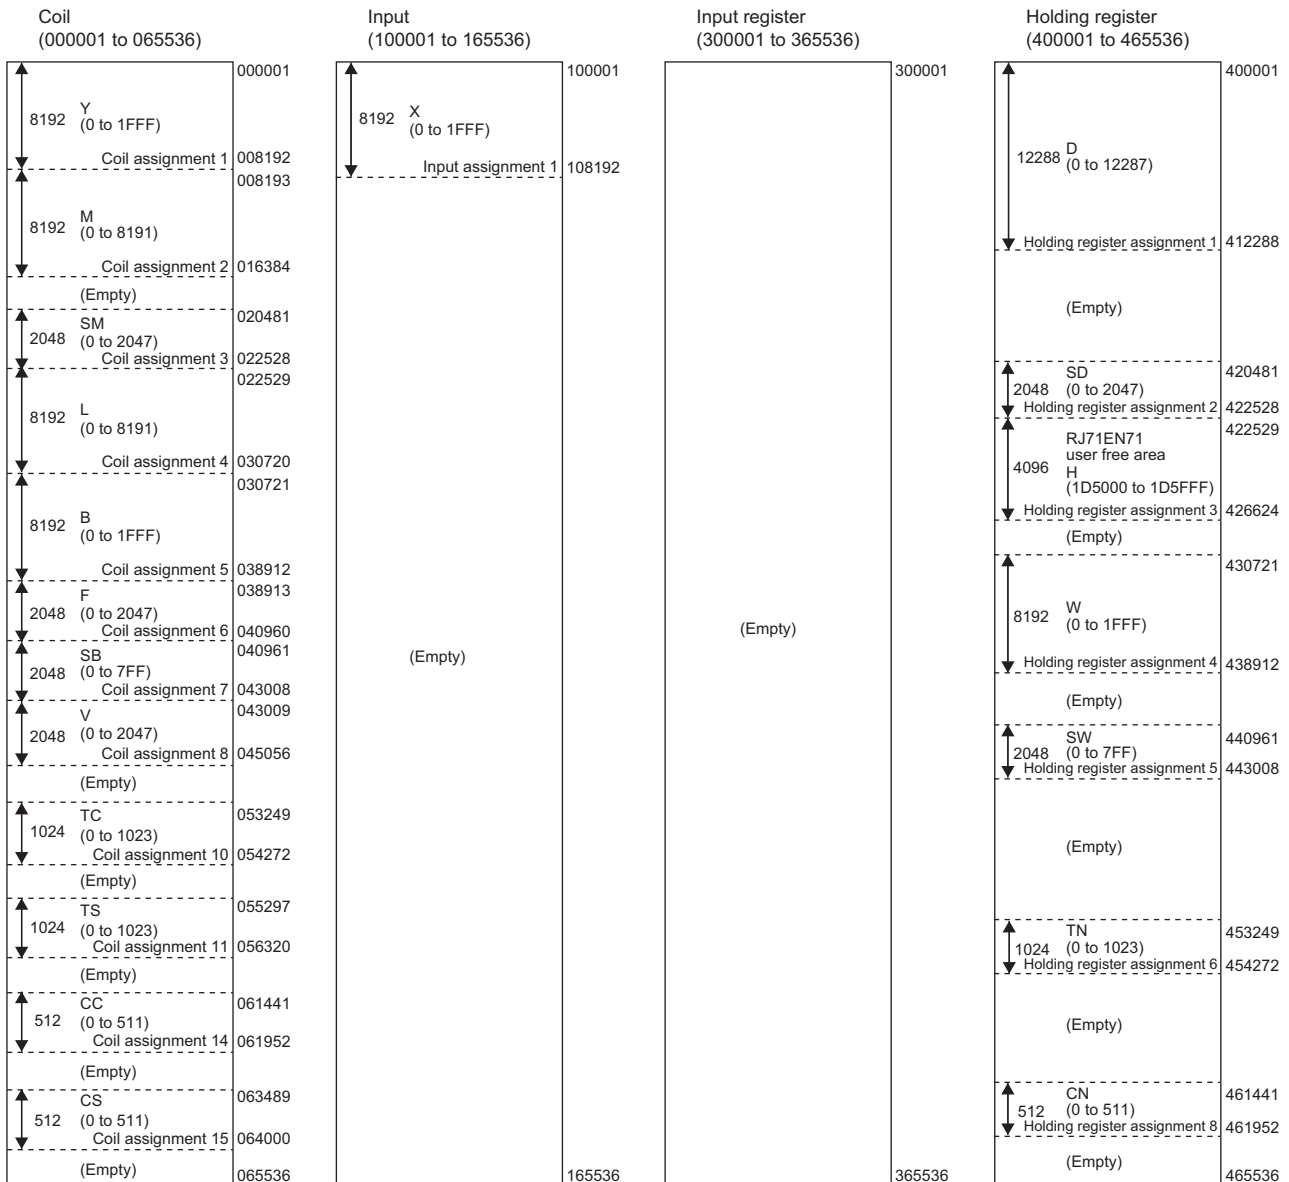 Coil
(000001 to 065536)
000001
8192
Y
(0 to 1FFF)
Coil assignment 1
008192
008193
8192
M
(0 to 8191)
Coil assignment 2
016384
(Empty)
020481
SM
2048
(0 to 2047)
Coil assignment 3
022528
022529
8192
L
(0 to 8191)
Coil assignment 4
030720
030721
8192
B
(0 to 1FFF)
Coil assignment 5
038912
038913
F
2048
(0 to 2047)
Coil assignment 6
040960
040961
SB
2048
(0 to 7FF)
Coil assignment 7
043008
043009
V
2048
(0 to 2047)
Coil assignment 8
045056
(Empty)
053249
TC
1024
(0 to 1023)
Coil assignment 10
054272
(Empty)
055297
TS
1024
(0 to 1023)
Coil assignment 11
056320
(Empty)
061441
CC
512
(0 to 511)
Coil assignment 14
061952
(Empty)
063489
CS
512
(0 to 511)
Coil assignment 15
064000
(Empty)
065536
Input
(100001 to 165536)
100001
8192
X
(0 to 1FFF)
Input assignment 1
108192
(Empty)
165536
Input register
(300001 to 365536)
300001
(Empty)
365536
Holding register
(400001 to 465536)
400001
12288
D
(0 to 12287)
Holding register assignment 1
412288
(Empty)
420481
SD
2048
(0 to 2047)
Holding register assignment 2
422528
422529
RJ71EN71
user free area
4096
H
(1D5000 to 1D5FFF)
Holding register assignment 3
426624
(Empty)
430721
8192
W
(0 to 1FFF)
Holding register assignment 4
438912
(Empty)
440961
SW
2048
(0 to 7FF)
Holding register assignment 5
443008
(Empty)
453249
TN
1024
(0 to 1023)
Holding register assignment 6
454272
(Empty)
461441
CN
512
(0 to 511)
Holding register assignment 8
461952
(Empty)
465536